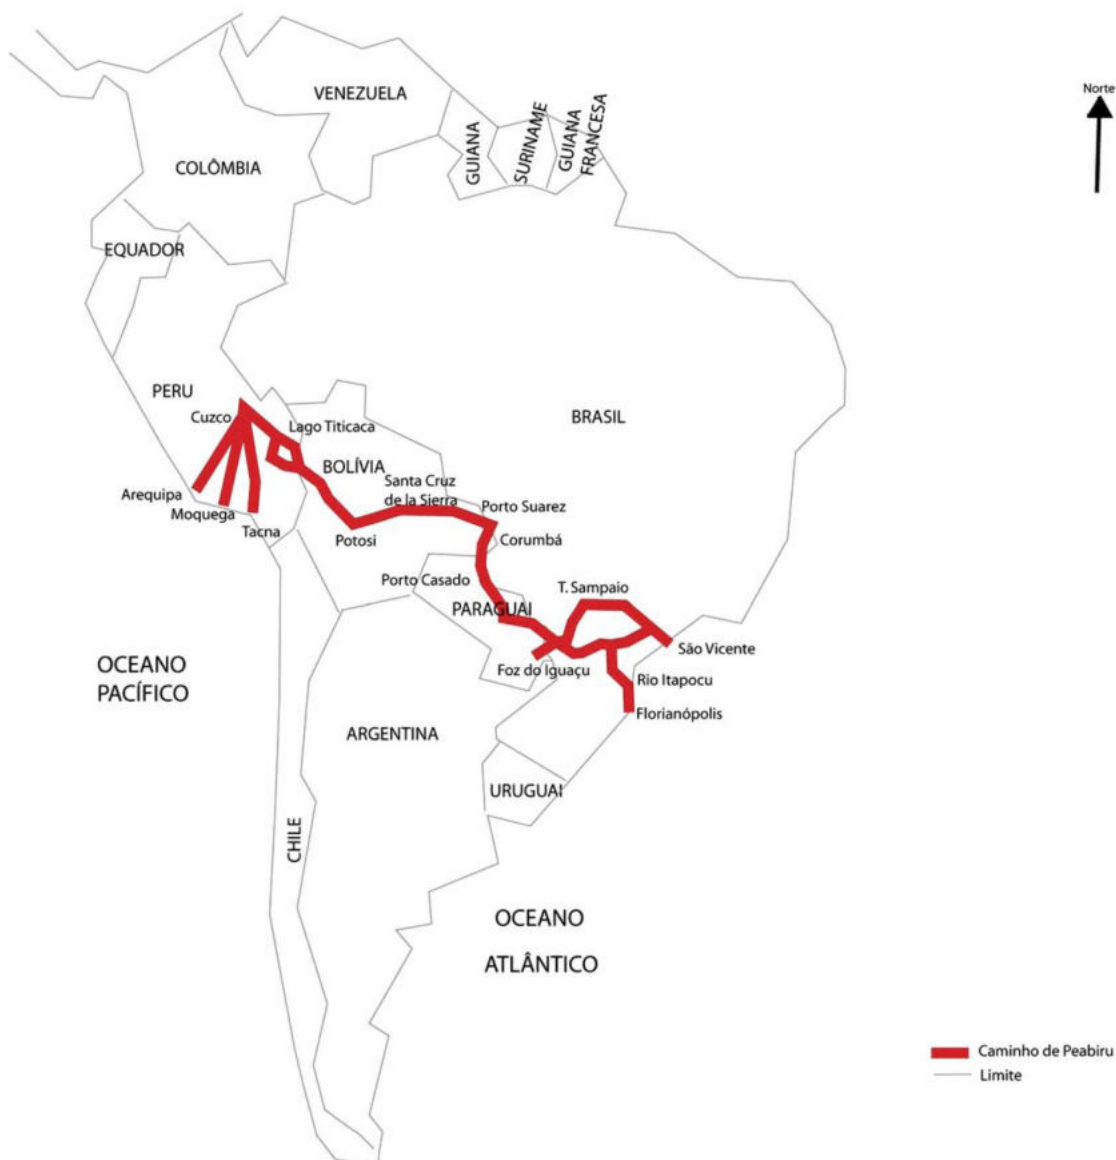 Norte
VENEZUELA
GUIANA
SURINAME
GUIANA
FRANCESA
COLÔMBIA
EQUADOR
PERU
Cuzco
Lago Titicaca
BRASIL
BOLÍVIA
Santa Cruz
de la Sierra
Arequipa
Moquega
Tacna
Porto Suarez
Potosi
Corumbá
Porto Casado
T. Sampaio
PARAGUAI
São Vicente
Foz do Iguaçu
Rio Itapocu
Florianópolis
OCEANO
PACÍFICO
ARGENTINA
URUGUAI
CHILE
OCEANO
ATLÂNTICO
Caminho de Peabiru
Limite